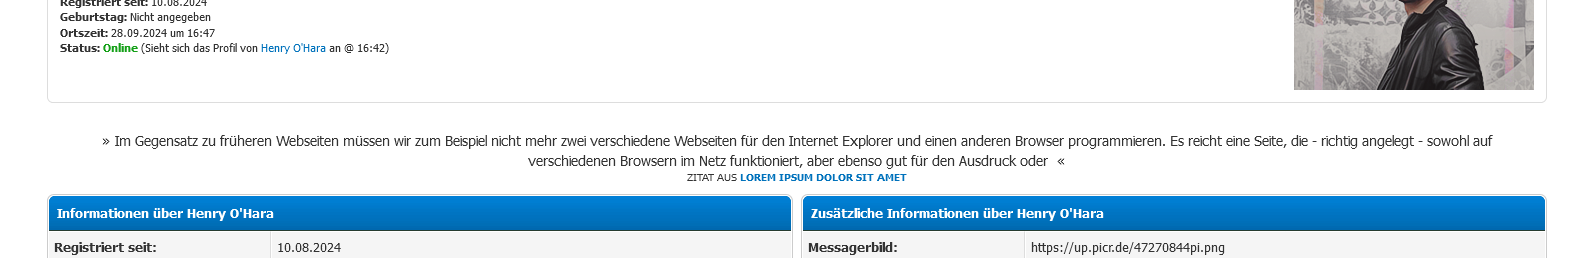 Registriert seit: 10.08.2024
Geburtstag: Nicht angegeben
Ortszeit: 28.09.2024 um 16:47
Status: Online (Sieht sich das Profil von Henry O'Hara an @ 16:42)
» Im Gegensatz zu früheren Webseiten müssen wir zum Beispiel nicht mehr zwei verschiedene Webseiten für den Internet Explorer und einen anderen Browser programmieren. Es reicht eine Seite, die - richtig angelegt - sowohl auf
verschiedenen Browsern im Netz funktioniert, aber ebenso gut für den Ausdruck oder «
ZITAT AUS LOREM IPSUM DOLOR SIT AMET
Informationen über Henry O'Hara
Registriert seit: 10.08.2024
Zusätzliche Informationen über Henry O'Hara
Messagerbild: https://up.picr.de/47270844pi.png